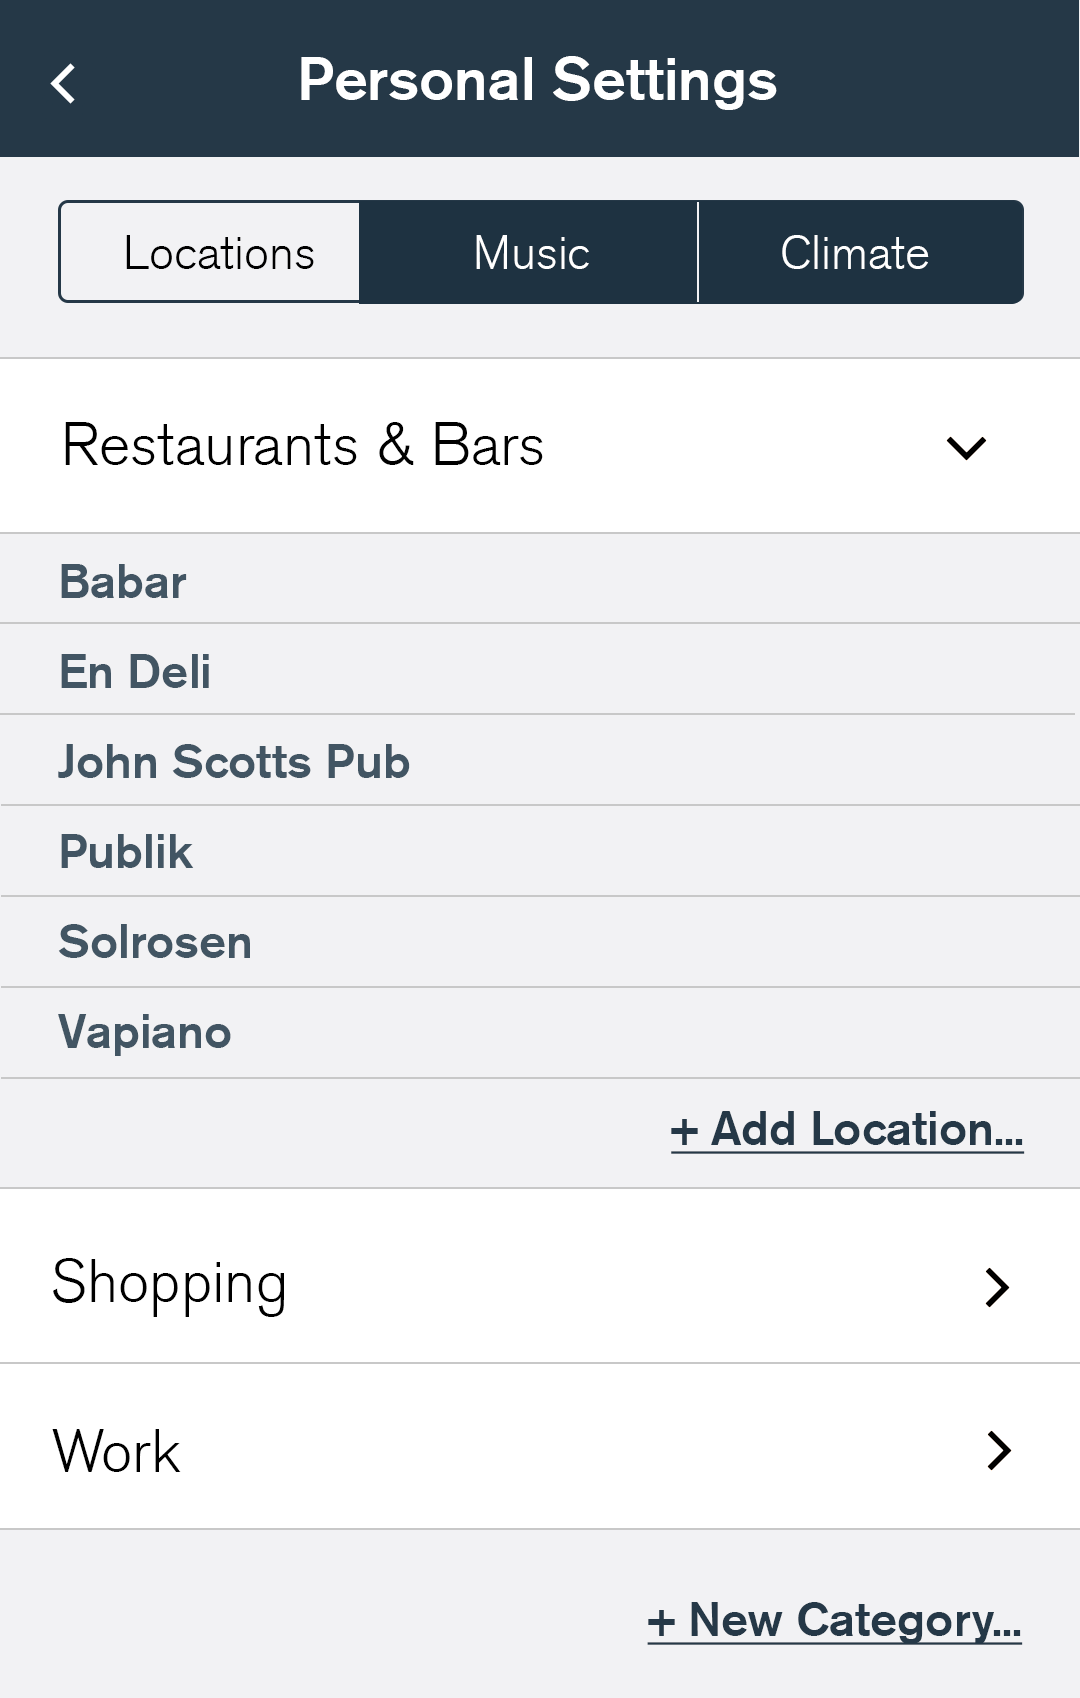 Personal Settings
Locations Music Climate
Restaurants & Bars
Babar
En Deli
John Scotts Pub
Publik
Solrosen
Vapiano
+ Add Location...
Shopping
Work
+ New Category...